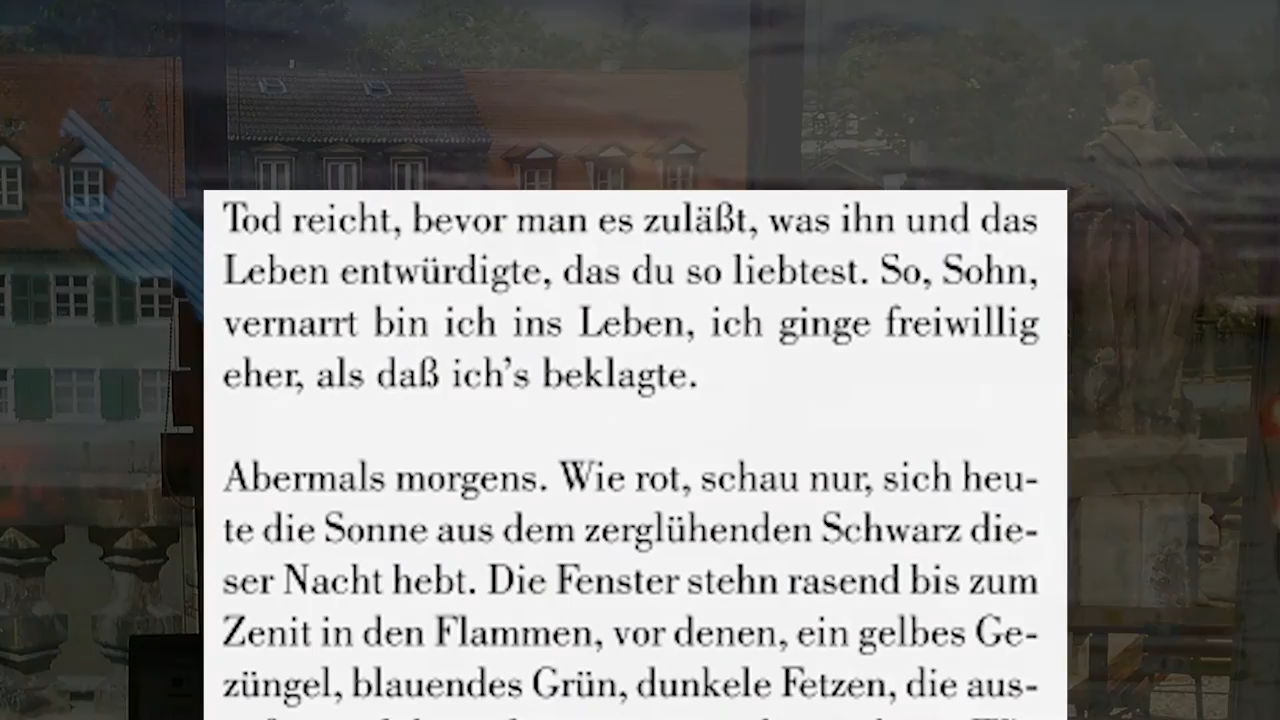 Tod reicht, bevor man es zuläßt, was ihn und das
Leben entwürdigte, das du so liebtest. So, Sohn,
vernarrt bin ich ins Leben, ich ginge freiwillig
eher, als daß ich's beklagte.
Abermals morgens. Wie rot, schau nur, sich heu-
te die Sonne aus dem zerglühenden Schwarz die-
ser Nacht hebt. Die Fenster stehn rasend bis zum
Zenit in den Flammen, vor denen, ein gelbes Ge-
züngel, blauendes Grün, dunkele Fetzen, die aus-